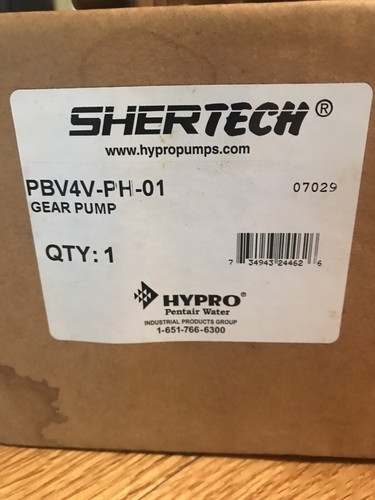 SHERTECH®
www.hypropumps.com
PBV4V-PH-01 07029
GEAR PUMP
QTY: 1
7 34943 24462 6
HYPRO®
Pentair Water
INDUSTRIAL PRODUCTS GROUP
1-651-766-6300